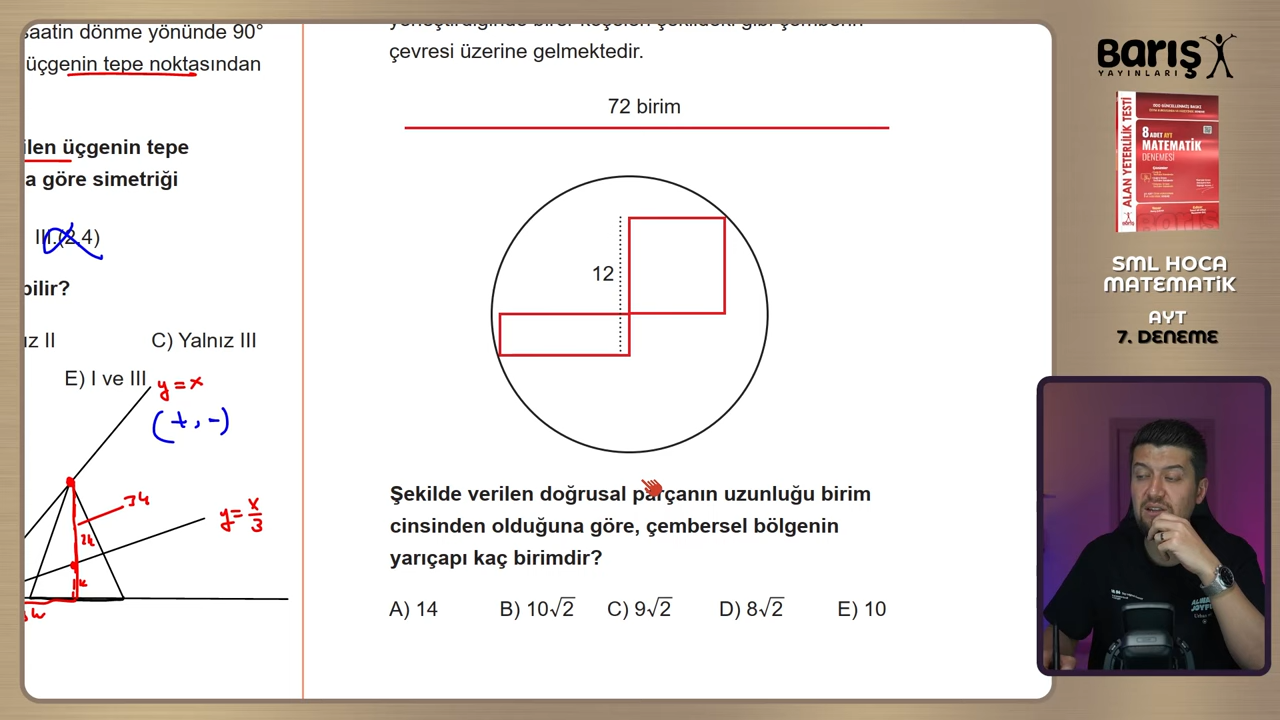 saatin dönme yönünde 90°
üçgenin tepe noktasından
ilen üçgenin tepe
a göre simetriği
III.(2,4)
bilir?
ız II
C) Yalnız III
E) I ve III
y = x
(+, -)
3k
2k
k
y = x/3
çevresi üzerine gelmektedir.
72 birim
12
Şekilde verilen doğrusal parçanın uzunluğu birim
cinsinden olduğuna göre, çembersel bölgenin
yarıçapı kaç birimdir?
A) 14
B) 10√2
C) 9√2
D) 8√2
E) 10
Barış
YAYINLARI
ALAN YETERLİLİK TESTİ
8 ADET AYT
MATEMATİK
DENEMESİ
SML HOCA
MATEMATİK
AYT
7. DENEME